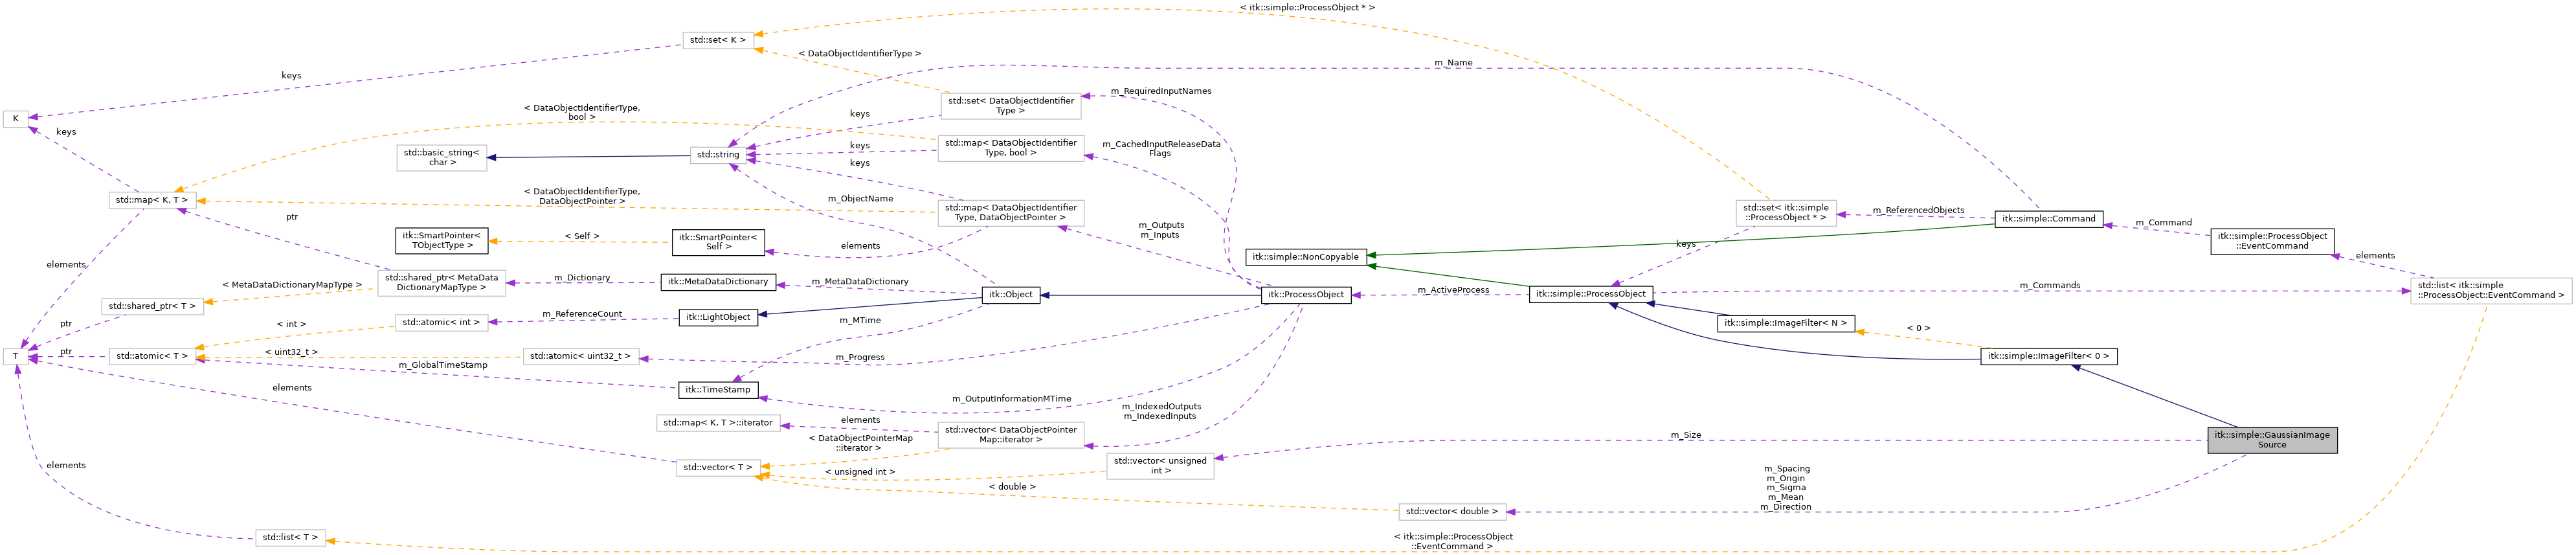 < itk::simple::ProcessObject * >
std::set< K >
< DataObjectIdentifierType >
m_Name
keys
m_RequiredInputNames
std::set< DataObjectIdentifier
Type >
< DataObjectIdentifierType,
bool >
K
keys
keys
std::map< DataObjectIdentifier
Type, bool >
m_CachedInputReleaseData
Flags
keys
std::basic_string<
char >
std::string
keys
std::map< K, T >
< DataObjectIdentifierType,
DataObjectPointer >
m_ObjectName
std::map< DataObjectIdentifier
Type, DataObjectPointer >
ptr
std::set< itk::simple
::ProcessObject * >
m_ReferencedObjects
itk::simple::Command
m_Command
m_Outputs
m_Inputs
itk::SmartPointer<
TObjectType >
< Self >
itk::SmartPointer<
Self >
elements
itk::simple::ProcessObject
::EventCommand
keys
itk::simple::NonCopyable
elements
elements
std::shared_ptr< MetaData
DictionaryMapType >
m_Dictionary
itk::MetaDataDictionary
m_MetaDataDictionary
< MetaDataDictionaryMapType >
itk::Object
itk::ProcessObject
m_ActiveProcess
itk::simple::ProcessObject
m_Commands
std::list< itk::simple
::ProcessObject::EventCommand >
std::shared_ptr< T >
ptr
< int >
std::atomic< int >
m_ReferenceCount
itk::LightObject
m_MTime
itk::simple::ImageFilter< N >
< 0 >
T
ptr
std::atomic< T >
< uint32_t >
std::atomic< uint32_t >
m_Progress
itk::simple::ImageFilter< 0 >
m_GlobalTimeStamp
elements
itk::TimeStamp
m_OutputInformationMTime
m_IndexedOutputs
m_IndexedInputs
std::map< K, T >::iterator
elements
std::vector< DataObjectPointer
Map::iterator >
< DataObjectPointerMap
::iterator >
m_Size
itk::simple::GaussianImage
Source
elements
std::vector< T >
< unsigned int >
std::vector< unsigned
int >
< double >
m_Spacing
m_Origin
m_Sigma
m_Mean
m_Direction
std::vector< double >
std::list< T >
< itk::simple::ProcessObject
::EventCommand >